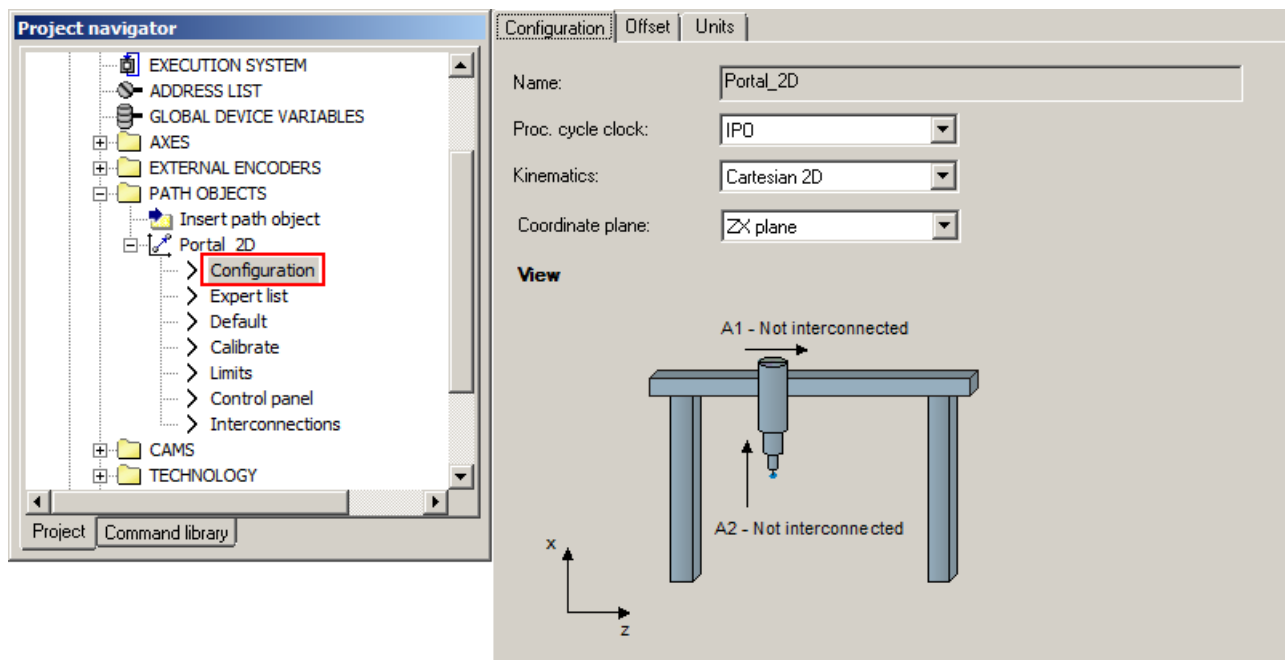 Project navigator
EXECUTION SYSTEM
ADDRESS LIST
GLOBAL DEVICE VARIABLES
AXES
EXTERNAL ENCODERS
PATH OBJECTS
Insert path object
Portal_2D
Configuration
Expert list
Default
Calibrate
Limits
Control panel
Interconnections
CAMS
TECHNOLOGY
Project
Command library
Configuration
Offset
Units
Name:
Portal_2D
Proc. cycle clock:
IPO
Kinematics:
Cartesian 2D
Coordinate plane:
ZX plane
View
A1 - Not interconnected
A2 - Not interconnected
x
z